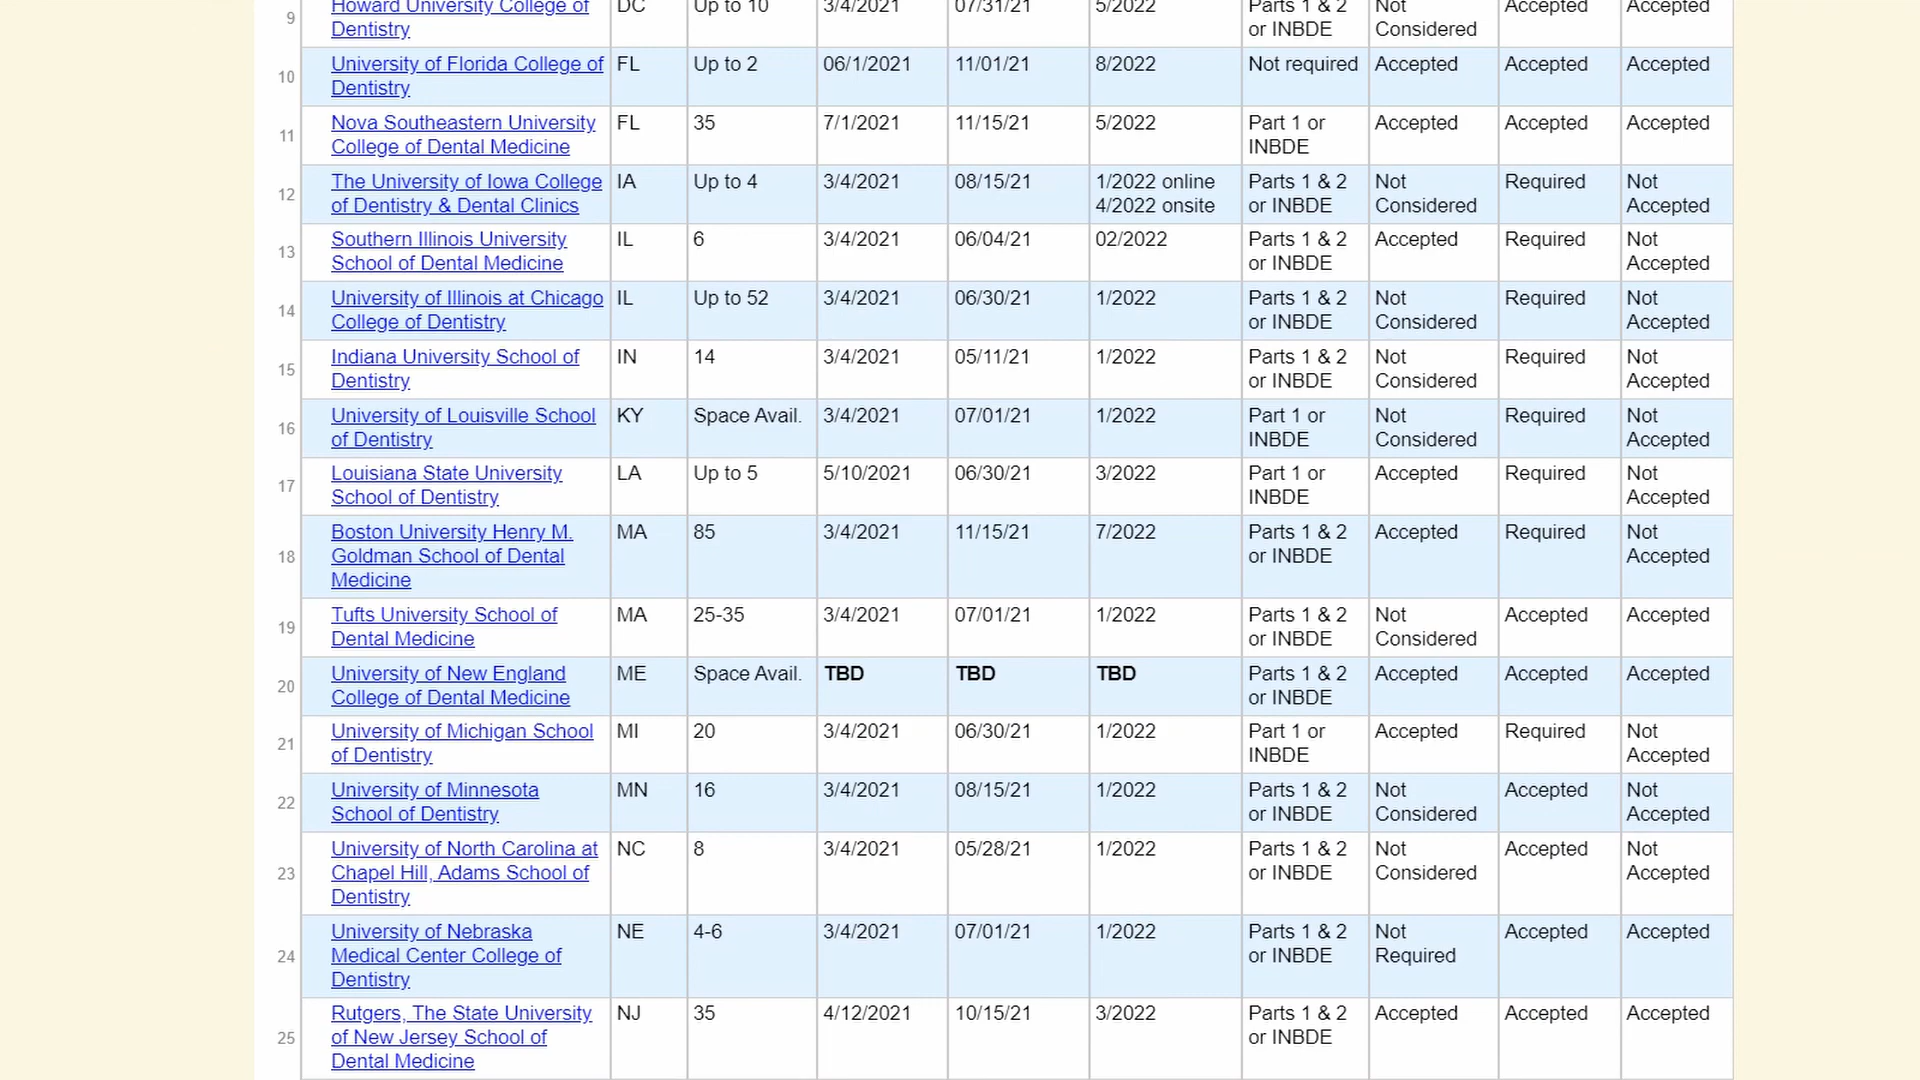 9 Howard University College of DC Up to 10 3/4/2021 07/31/21 5/2022 Parts 1 & 2 Not Accepted Accepted
Dentistry or INBDE Considered
10 University of Florida College of FL Up to 2 06/1/2021 11/01/21 8/2022 Not required Accepted Accepted Accepted
Dentistry
11 Nova Southeastern University FL 35 7/1/2021 11/15/21 5/2022 Part 1 or Accepted Accepted Accepted
College of Dental Medicine INBDE
12 The University of Iowa College IA Up to 4 3/4/2021 08/15/21 1/2022 online Parts 1 & 2 Not Required Not
of Dentistry & Dental Clinics 4/2022 onsite or INBDE Considered Accepted
13 Southern Illinois University IL 6 3/4/2021 06/04/21 02/2022 Parts 1 & 2 Accepted Required Not
School of Dental Medicine or INBDE Accepted
14 University of Illinois at Chicago IL Up to 52 3/4/2021 06/30/21 1/2022 Parts 1 & 2 Not Required Not
College of Dentistry or INBDE Considered Accepted
15 Indiana University School of IN 14 3/4/2021 05/11/21 1/2022 Parts 1 & 2 Not Required Not
Dentistry or INBDE Considered Accepted
16 University of Louisville School KY Space Avail. 3/4/2021 07/01/21 1/2022 Part 1 or Not Required Not
of Dentistry INBDE Considered Accepted
17 Louisiana State University LA Up to 5 5/10/2021 06/30/21 3/2022 Part 1 or Accepted Required Not
School of Dentistry INBDE Accepted
18 Boston University Henry M. MA 85 3/4/2021 11/15/21 7/2022 Parts 1 & 2 Accepted Required Not
Goldman School of Dental or INBDE Accepted
Medicine
19 Tufts University School of MA 25-35 3/4/2021 07/01/21 1/2022 Parts 1 & 2 Not Accepted Accepted
Dental Medicine or INBDE Considered
20 University of New England ME Space Avail. TBD TBD TBD Parts 1 & 2 Accepted Accepted Accepted
College of Dental Medicine or INBDE
21 University of Michigan School MI 20 3/4/2021 06/30/21 1/2022 Part 1 or Accepted Required Not
of Dentistry INBDE Accepted
22 University of Minnesota MN 16 3/4/2021 08/15/21 1/2022 Parts 1 & 2 Not Accepted Not
School of Dentistry or INBDE Considered Accepted
23 University of North Carolina at NC 8 3/4/2021 05/28/21 1/2022 Parts 1 & 2 Not Accepted Not
Chapel Hill, Adams School of or INBDE Considered Accepted
Dentistry
24 University of Nebraska NE 4-6 3/4/2021 07/01/21 1/2022 Parts 1 & 2 Not Accepted Accepted
Medical Center College of or INBDE Required
Dentistry
25 Rutgers, The State University NJ 35 4/12/2021 10/15/21 3/2022 Parts 1 & 2 Accepted Accepted Accepted
of New Jersey School of or INBDE
Dental Medicine